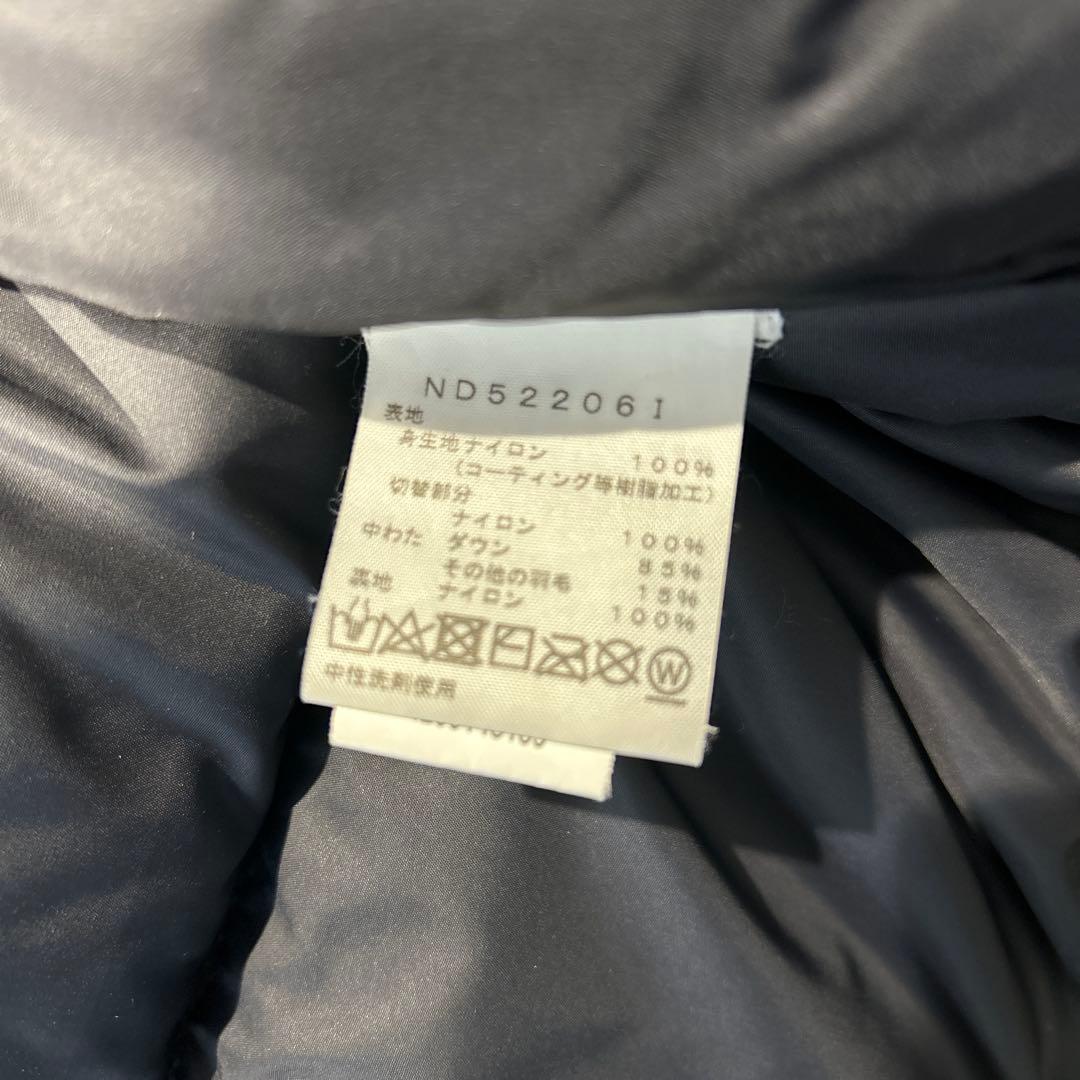 ND52206I
表地
身生地ナイロン 100%
(コーティング等樹脂加工)
切替部分
ナイロン 100%
中わた ダウン 85%
その他の羽毛 15%
裏地 ナイロン 100%
W
中性洗剤使用